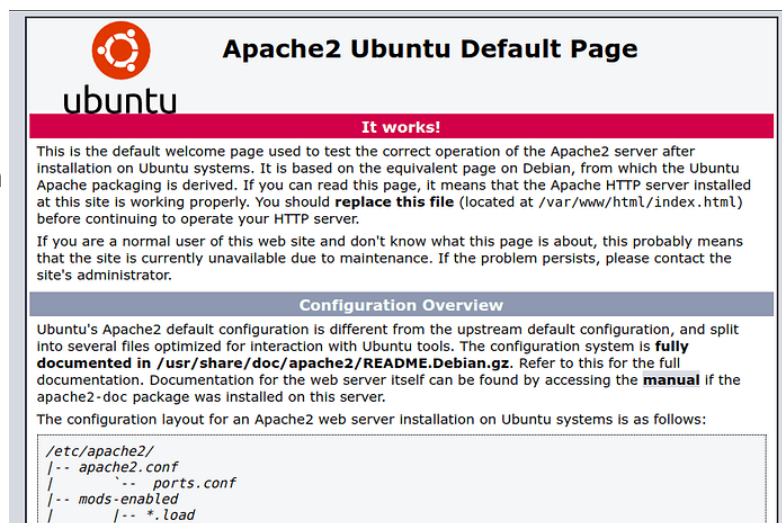 Apache2 Ubuntu Default Page
ubuntu
It works!
This is the default welcome page used to test the correct operation of the Apache2 server after
installation on Ubuntu systems. It is based on the equivalent page on Debian, from which the Ubuntu
Apache packaging is derived. If you can read this page, it means that the Apache HTTP server installed
at this site is working properly. You should replace this file (located at /var/www/html/index.html)
before continuing to operate your HTTP server.
If you are a normal user of this web site and don't know what this page is about, this probably means
that the site is currently unavailable due to maintenance. If the problem persists, please contact the
site's administrator.
Configuration Overview
Ubuntu's Apache2 default configuration is different from the upstream default configuration, and split
into several files optimized for interaction with Ubuntu tools. The configuration system is fully
documented in /usr/share/doc/apache2/README.Debian.gz. Refer to this for the full
documentation. Documentation for the web server itself can be found by accessing the manual if the
apache2-doc package was installed on this server.
The configuration layout for an Apache2 web server installation on Ubuntu systems is as follows:
/etc/apache2/
|-- apache2.conf
|       `--  ports.conf
|-- mods-enabled
|       |-- *.load